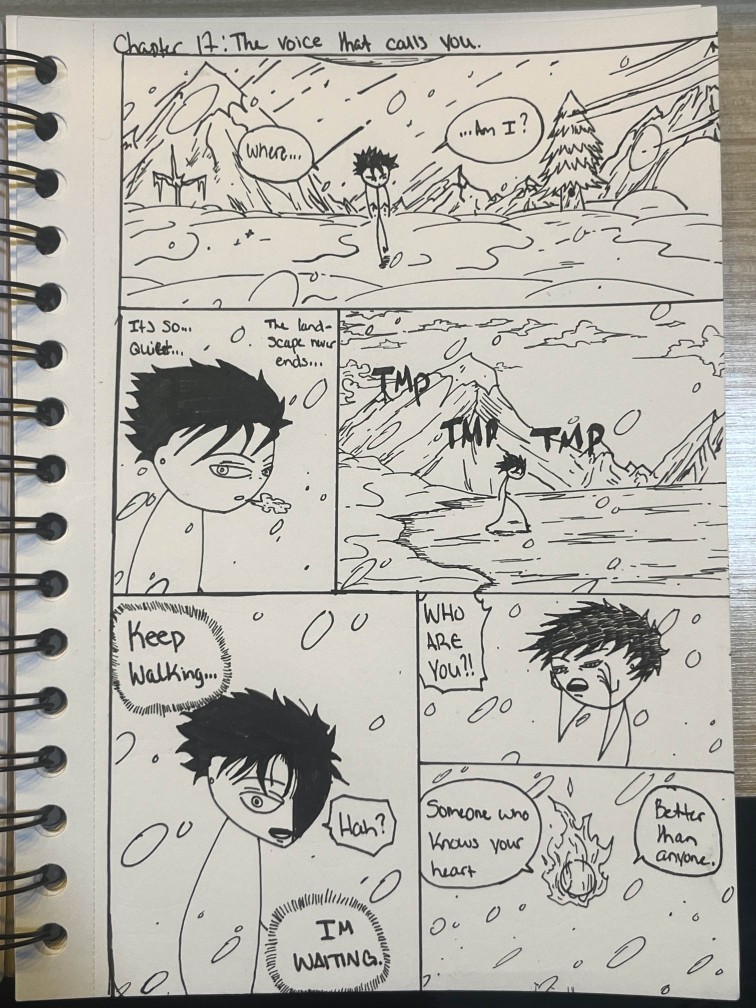 Chapter 17: The voice that calls you.
Where...
...Am I?
Its so...
Quiet...
The land-
scape never
ends...
TMP
TMP
TMP
Keep
Walking...
Hah?
IM
WAITING.
WHO
ARE
YOU?!
Someone who
knows your
heart
Better
than
anyone.